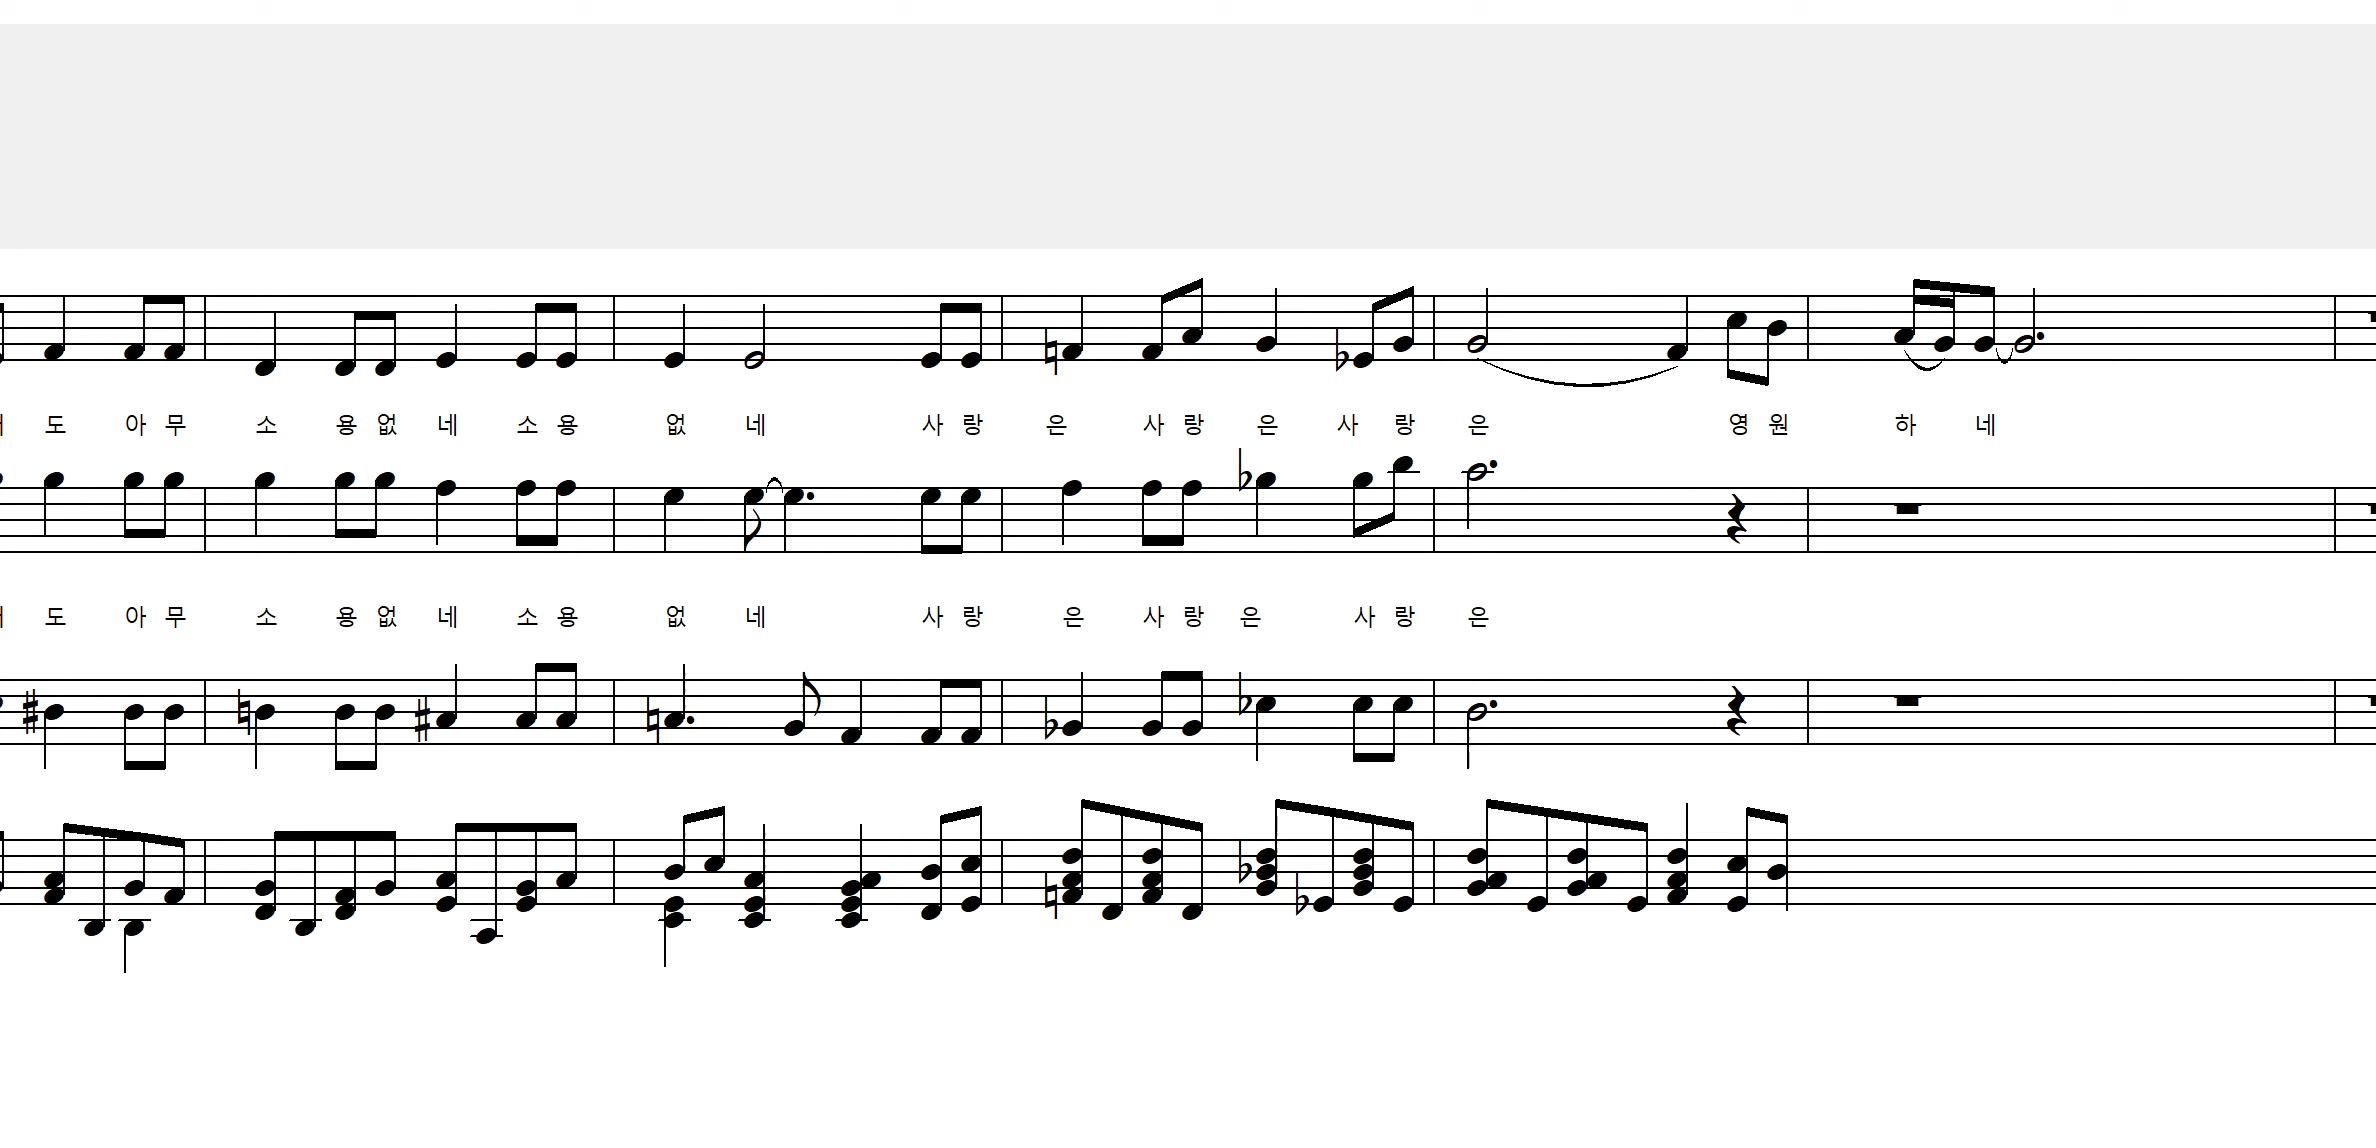 도 아무 소 용없 네 소용 없 네 사랑 은 사랑 은 사 랑 은 영원 하 네
도 아무 소 용없 네 소용 없 네 사랑 은 사랑 은 사랑 은